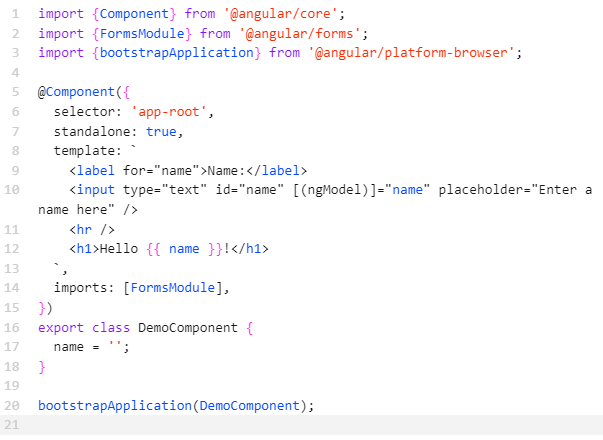 1 import {Component} from '@angular/core';
2 import {FormsModule} from '@angular/forms';
3 import {bootstrapApplication} from '@angular/platform-browser';
4
5 @Component({
6   selector: 'app-root',
7   standalone: true,
8   template: `
9     <label for="name">Name:</label>
10     <input type="text" id="name" [(ngModel)]="name" placeholder="Enter a
name here" />
11     <hr />
12     <h1>Hello {{ name }}!</h1>
13   `,
14   imports: [FormsModule],
15 })
16 export class DemoComponent {
17   name = '';
18 }
19
20 bootstrapApplication(DemoComponent);
21